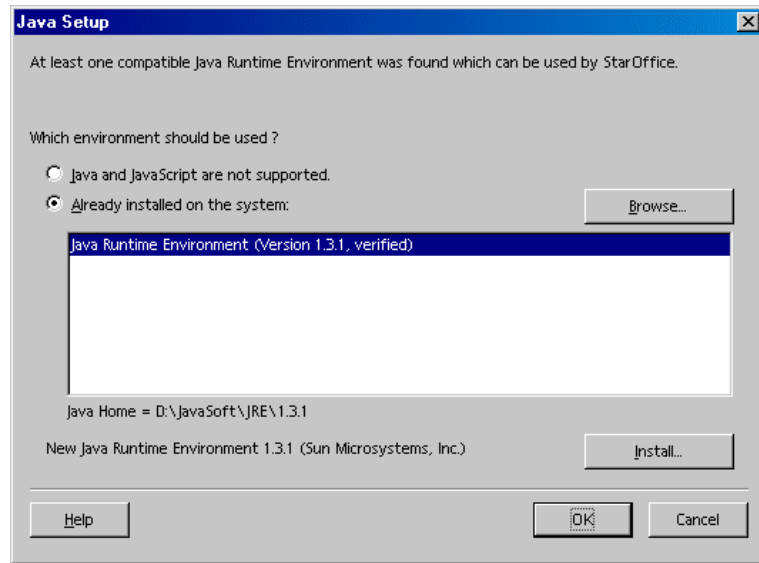 Java Setup
At least one compatible Java Runtime Environment was found which can be used by StarOffice.
Which environment should be used ?
Java and JavaScript are not supported.
Already installed on the system:
Browse...
Java Runtime Environment (Version 1.3.1, verified)
Java Home = D:\JavaSoft\JRE\1.3.1
New Java Runtime Environment 1.3.1 (Sun Microsystems, Inc.)
Install...
Help
OK
Cancel